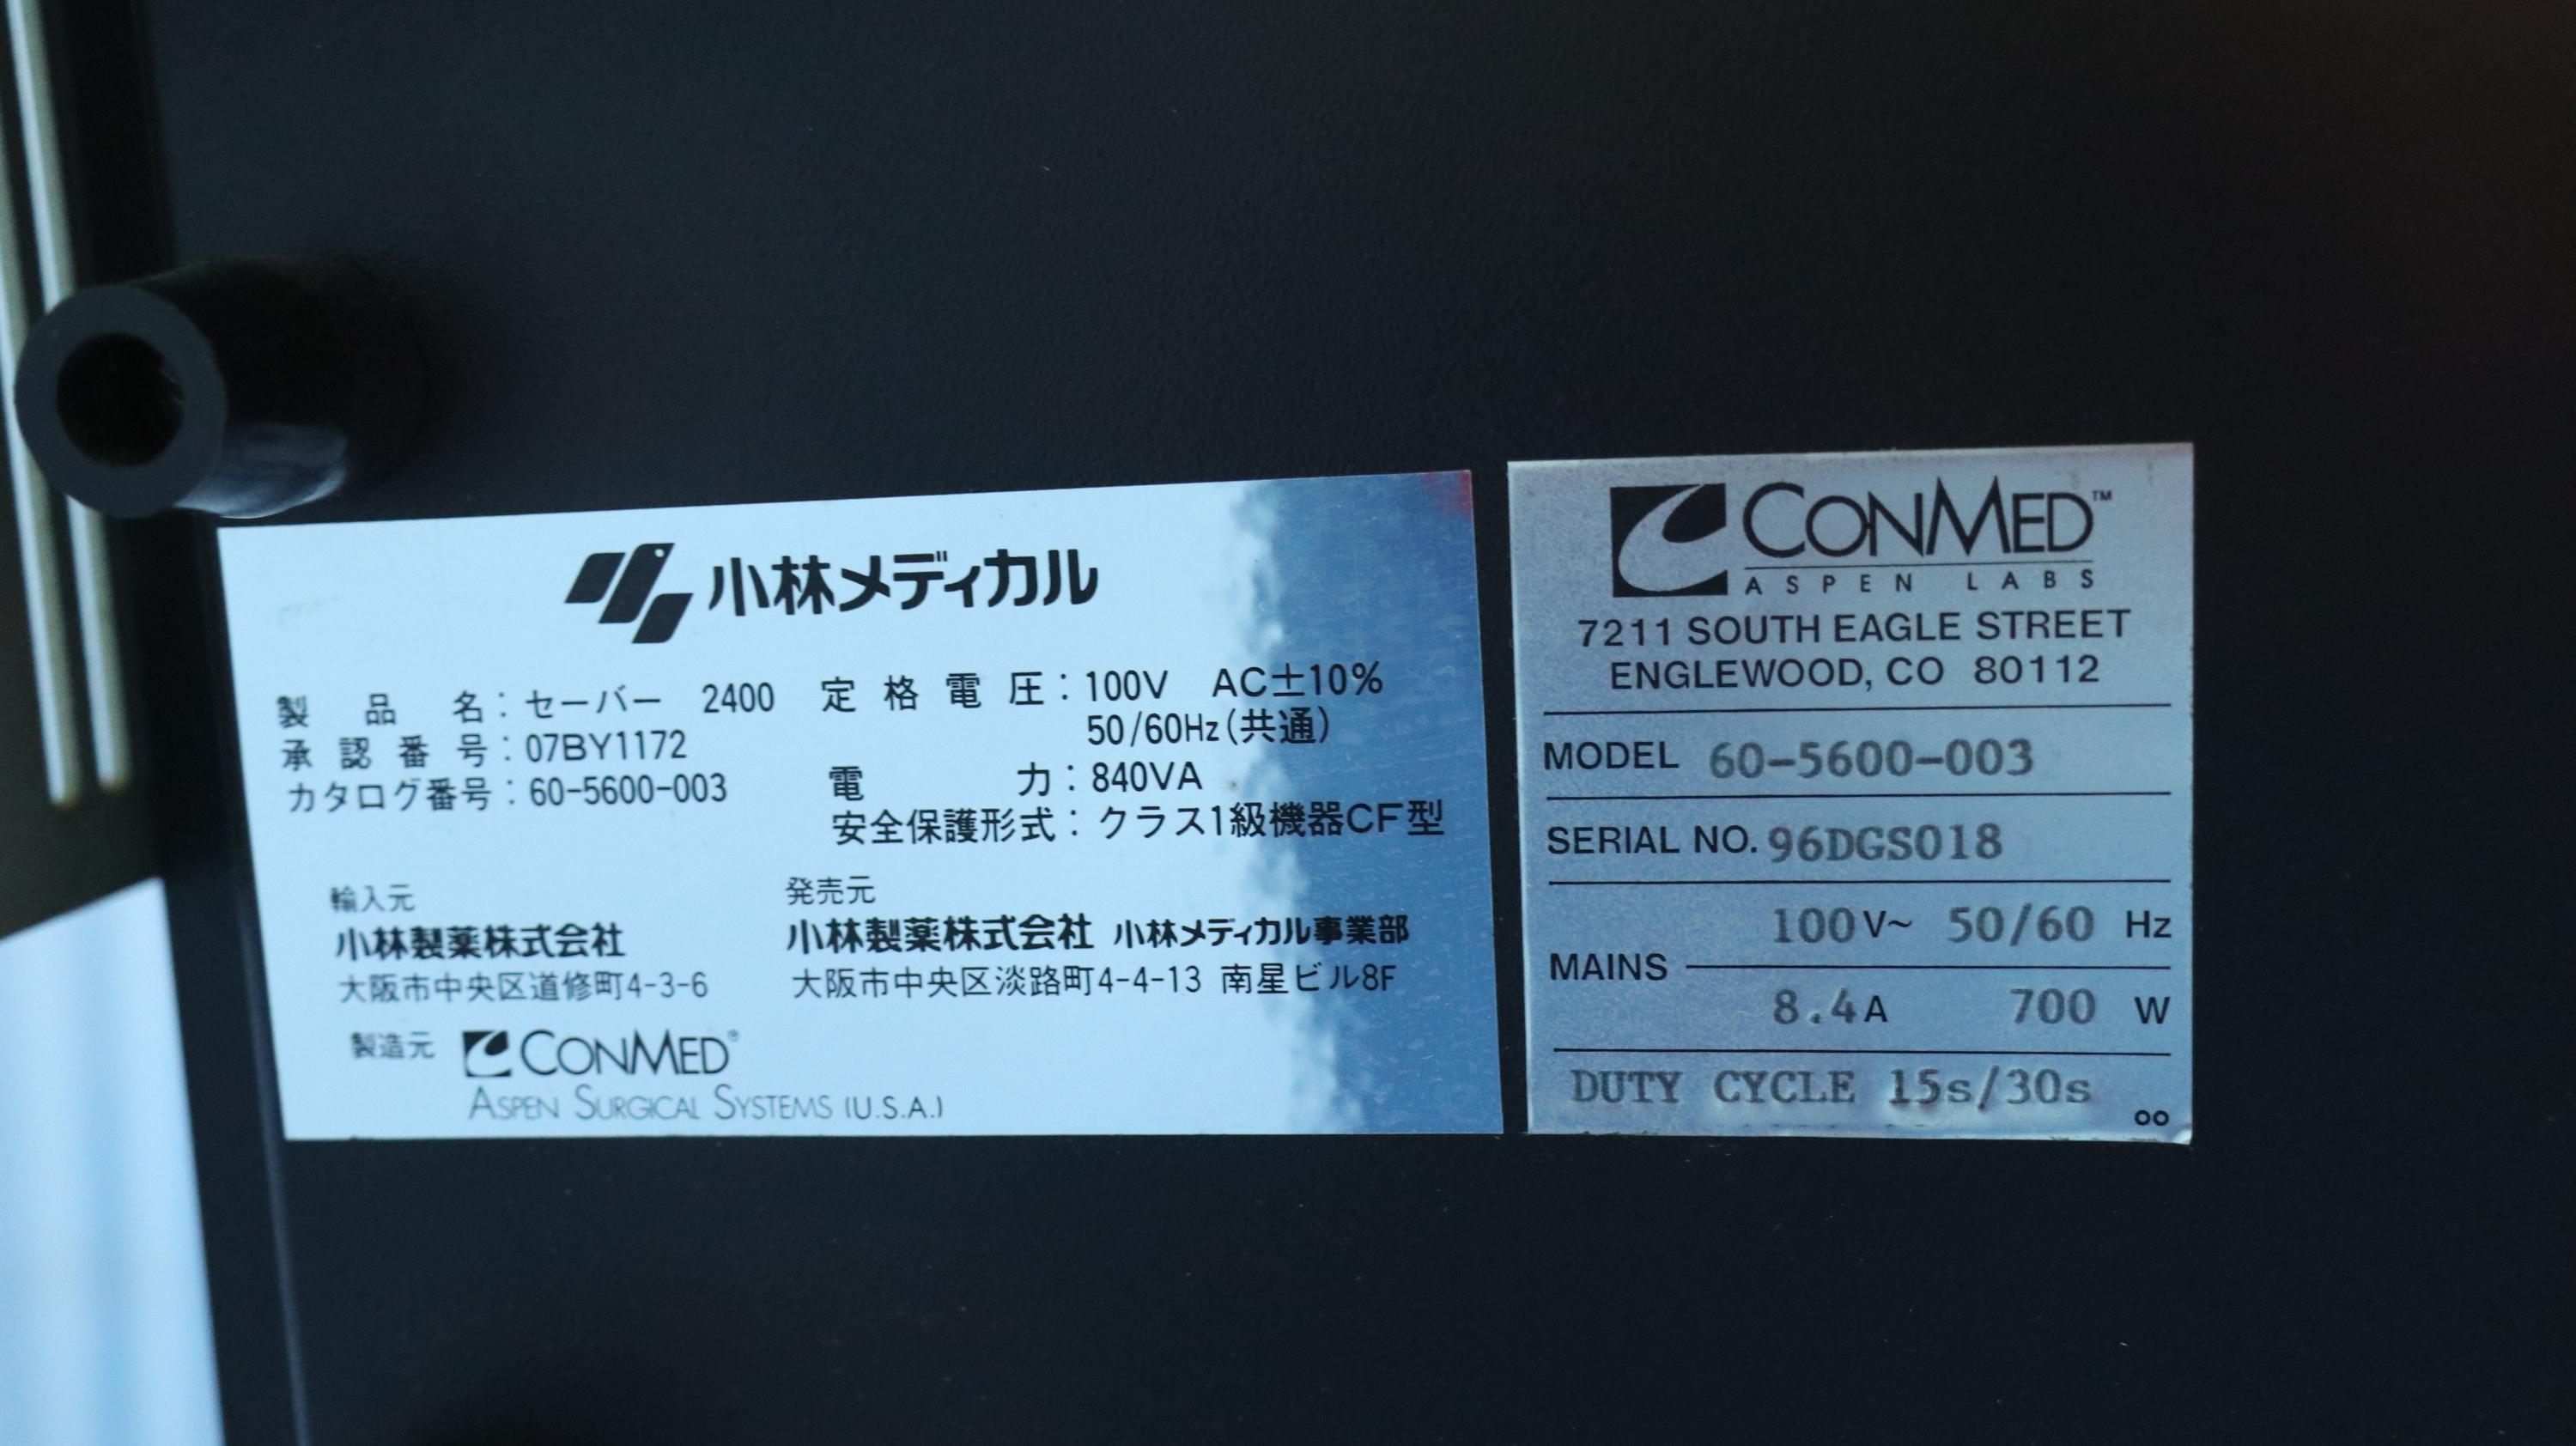 小林メディカル
製品名：セーバー 2400
承認番号：07BY1172
カタログ番号：60-5600-003
定格電圧：100V AC±10%
50/60Hz(共通)
電力：840VA
安全保護形式：クラス1級機器CF型
輸入元
小林製薬株式会社
大阪市中央区道修町4-3-6
発売元
小林製薬株式会社 小林メディカル事業部
大阪市中央区淡路町4-4-13 南星ビル8F
製造元 CONMED®
ASPEN SURGICAL SYSTEMS (U.S.A.)
CONMED™
ASPEN LABS
7211 SOUTH EAGLE STREET
ENGLEWOOD, CO 80112
MODEL 60-5600-003
SERIAL NO. 96DGS018
MAINS 100V~ 50/60 Hz
8.4A 700 W
DUTY CYCLE 15s/30s
oo